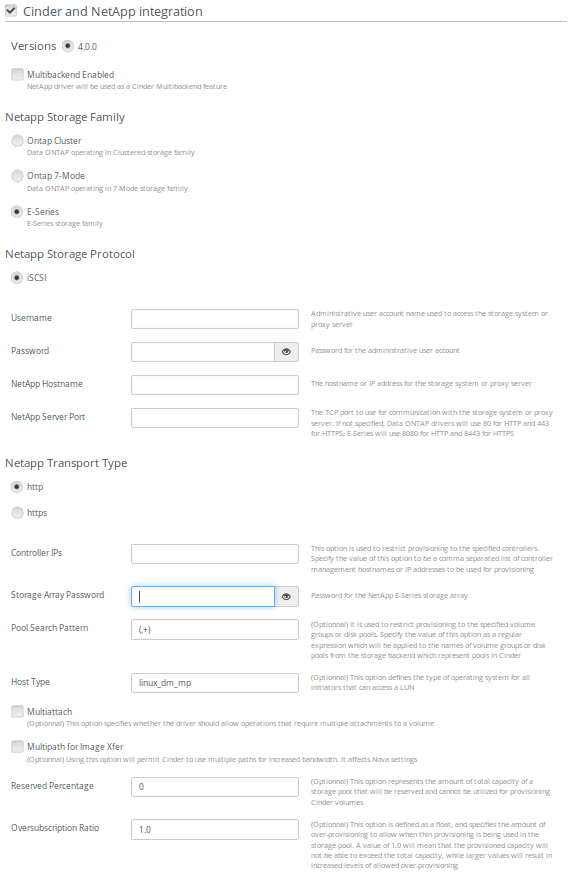 Cinder and NetApp integration
Versions 4.0.0
Multibackend Enabled
NetApp driver will be used as a Cinder Multibackend feature
Netapp Storage Family
Ontap Cluster
Data ONTAP operating in Clustered storage family
Ontap 7-Mode
Data ONTAP operating in 7-Mode storage family
E-Series
E-Series storage family
Netapp Storage Protocol
iSCSI
Username
Administrative user account name used to access the storage system or
proxy server
Password
Password for the administrative user account
NetApp Hostname
The hostname or IP address for the storage system or proxy server
NetApp Server Port
The TCP port to use for communication with the storage system or proxy
server. If not specified, Data ONTAP drivers will use 80 for HTTP and 443
for HTTPS; E-Series will use 8080 for HTTP and 8443 for HTTPS
Netapp Transport Type
http
https
Controller IPs
This option is used to restrict provisioning to the specified controllers.
Specify the value of this option to be a comma separated list of controller
management hostnames or IP addresses to be used for provisioning
Storage Array Password
Password for the NetApp E-Series storage array
Pool Search Pattern
(.+)
(Optional) It is used to restrict provisioning to the specified volume
groups or disk pools. Specify the value of this option as a regular
expression which will be applied to the names of volume groups or disk
pools from the storage backend which represent pools in Cinder
Host Type
linux_dm_mp
(Optional) This option defines the type of operating system for all
initiators that can access a LUN
Multiattach
(Optional) This option specifies whether the driver should allow operations that require multiple attachments to a volume
Multipath for Image Xfer
(Optional) Using this option will permit Cinder to use multiple paths for increased bandwidth. It affects Nova settings
Reserved Percentage
0
(Optional) This option represents the amount of total capacity of a
storage pool that will be reserved and cannot be utilized for provisioning
Cinder volumes
Oversubscription Ratio
1.0
(Optional) This option is defined as a float, and specifies the amount of
over-provisioning to allow when thin provisioning is being used in the
storage pool. A value of 1.0 will mean that the provisioned capacity will
not be able to exceed the total capacity, while larger values will result in
increased levels of allowed over-provisioning